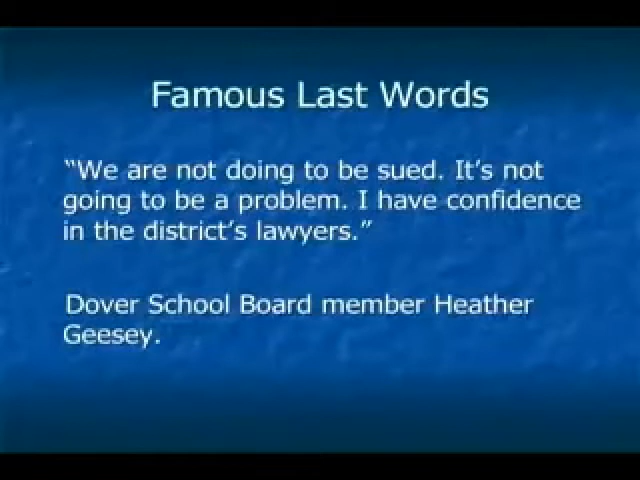 Famous Last Words
“We are not doing to be sued. It’s not
going to be a problem. I have confidence
in the district’s lawyers.”
Dover School Board member Heather
Geesey.